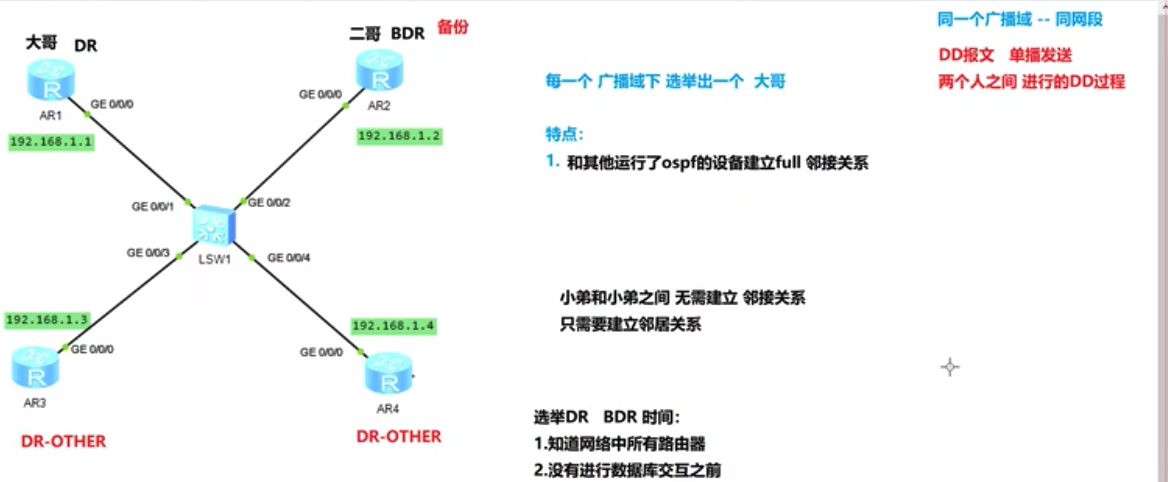 大哥 DR
二哥 BDR 备份
同一个广播域 -- 同网段
DD报文 单播发送
两个人之间 进行的DD过程
每一个 广播域下 选举出一个 大哥
特点:
1. 和其他运行了ospf的设备建立full 邻接关系
R
AR1
GE 0/0/0
192.168.1.1
GE 0/0/0
R
AR2
192.168.1.2
GE 0/0/1
GE 0/0/2
GE 0/0/3
LSW1
GE 0/0/4
小弟和小弟之间 无需建立 邻接关系
只需要建立邻居关系
192.168.1.3
GE 0/0/0
R
AR3
DR-OTHER
192.168.1.4
GE 0/0/0
R
AR4
DR-OTHER
选举DR BDR 时间:
1.知道网络中所有路由器
2.没有进行数据库交互之前